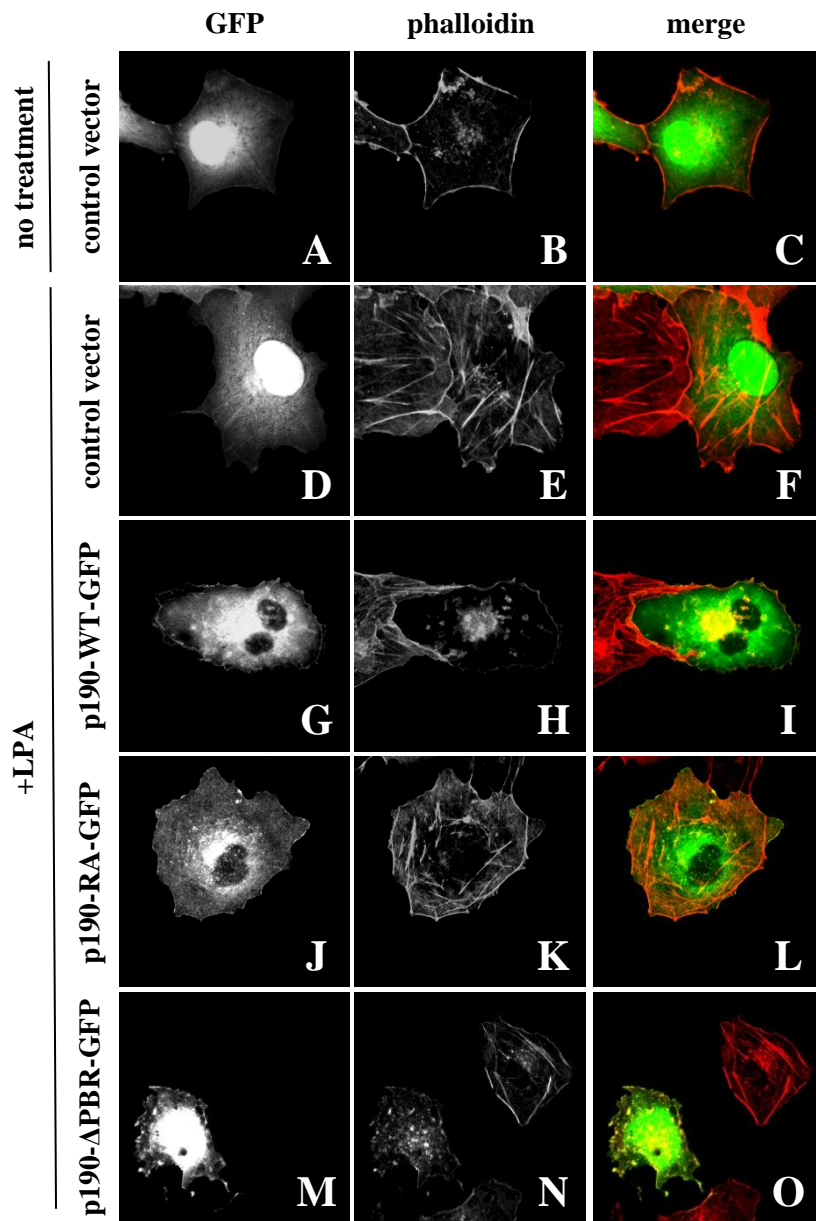 GFP phalloidin merge
no treatment
control vector
A B C
+LPA
control vector
D E F
p190-WT-GFP
G H I
p190-RA-GFP
J K L
p190-ΔPBR-GFP
M N O